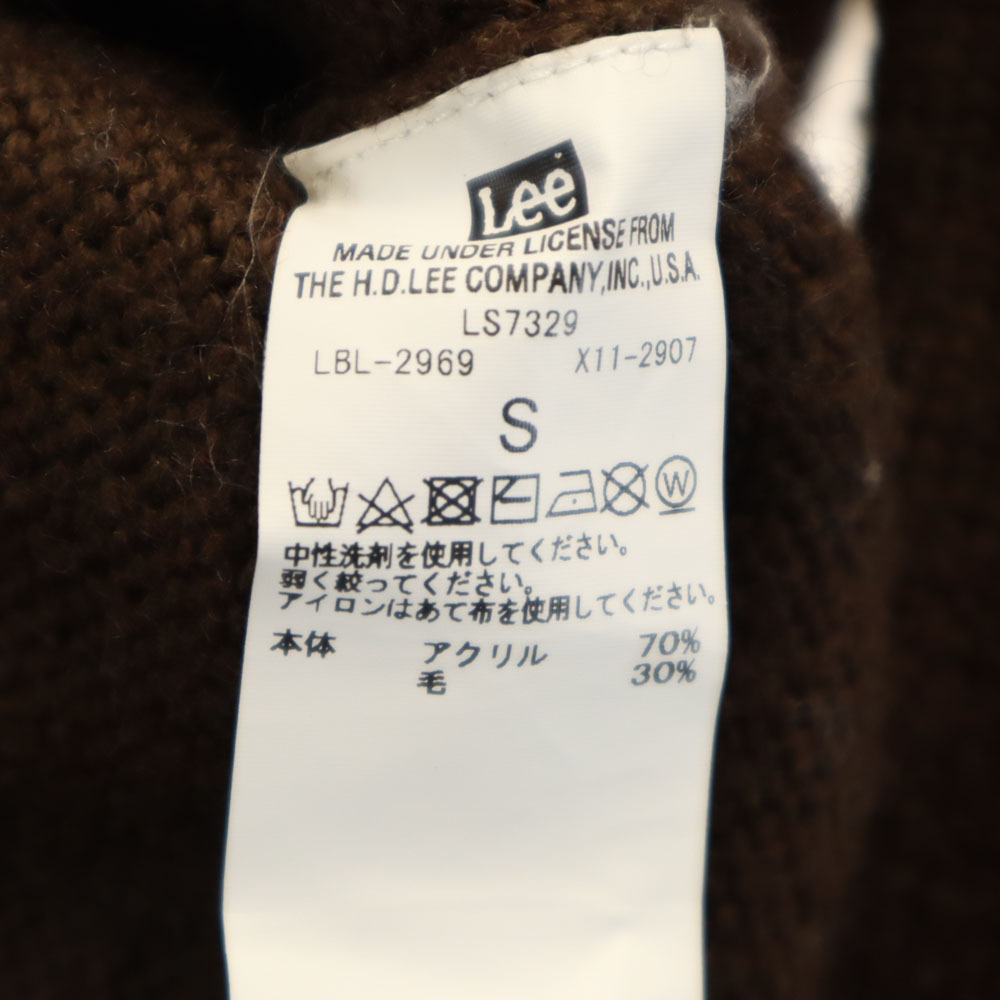 Lee
MADE UNDER LICENSE FROM
THE H.D.LEE COMPANY,INC.,U.S.A.
LS7329
LBL-2969 X11-2907
S
W
中性洗剤を使用してください。
弱く絞ってください。
アイロンはあて布を使用してください。
本体 アクリル 70%
毛 30%